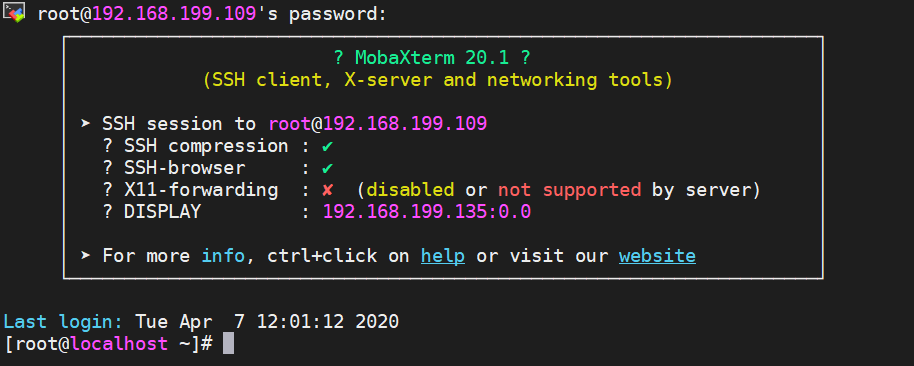 root@192.168.199.109's password:
? MobaXterm 20.1 ?
(SSH client, X-server and networking tools)
➤ SSH session to root@192.168.199.109
? SSH compression : ✔
? SSH-browser     : ✔
? X11-forwarding  : ✘  (disabled or not supported by server)
? DISPLAY         : 192.168.199.135:0.0
➤ For more info, ctrl+click on help or visit our website
Last login: Tue Apr  7 12:01:12 2020
[root@localhost ~]#